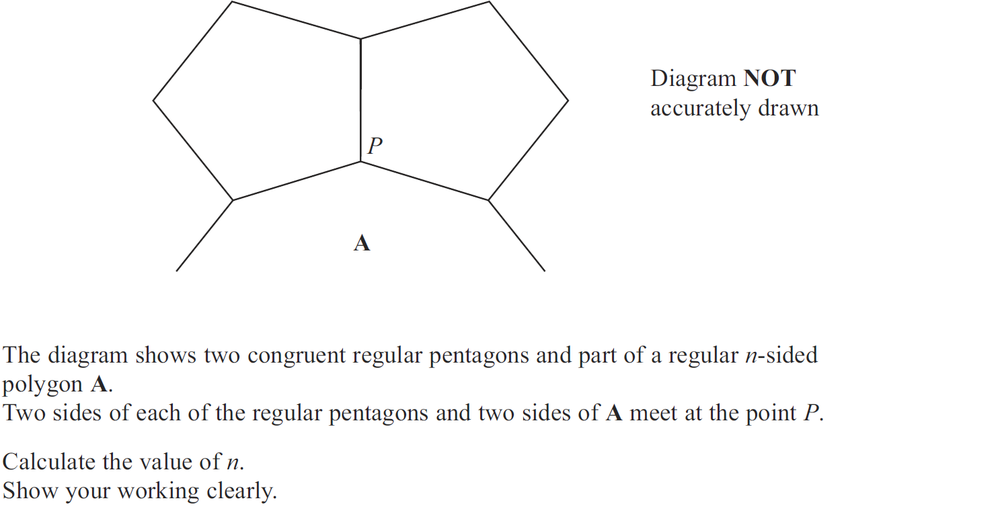 Diagram NOT
accurately drawn
P
A
The diagram shows two congruent regular pentagons and part of a regular n-sided
polygon A.
Two sides of each of the regular pentagons and two sides of A meet at the point P.
Calculate the value of n.
Show your working clearly.